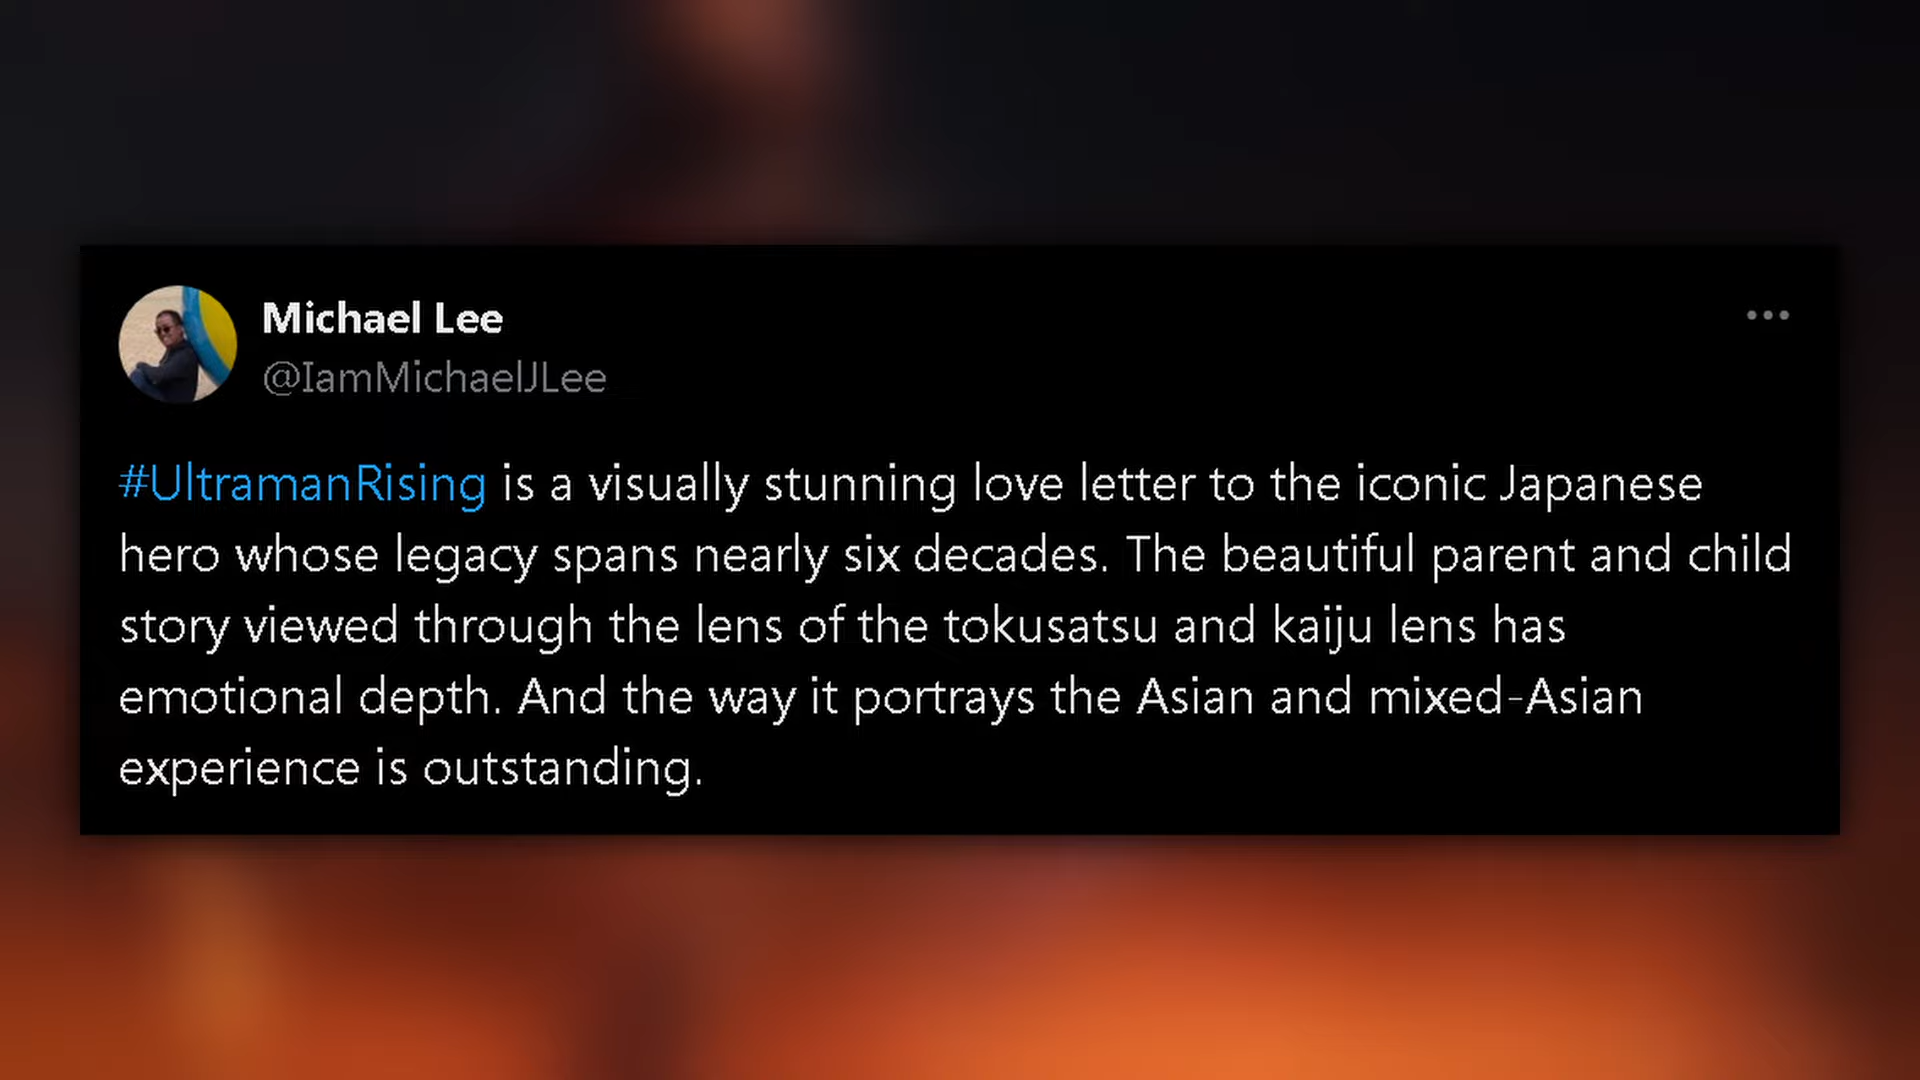 Michael Lee
@IamMichaelJLee
#UltramanRising is a visually stunning love letter to the iconic Japanese
hero whose legacy spans nearly six decades. The beautiful parent and child
story viewed through the lens of the tokusatsu and kaiju lens has
emotional depth. And the way it portrays the Asian and mixed-Asian
experience is outstanding.